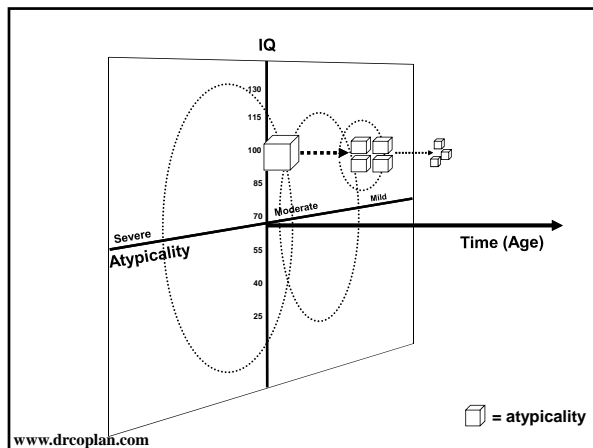 IQ
130
115
100
85
Mild
Moderate
70
Severe
Time (Age)
Atypicality
55
40
25
= atypicality
www.drcoplan.com